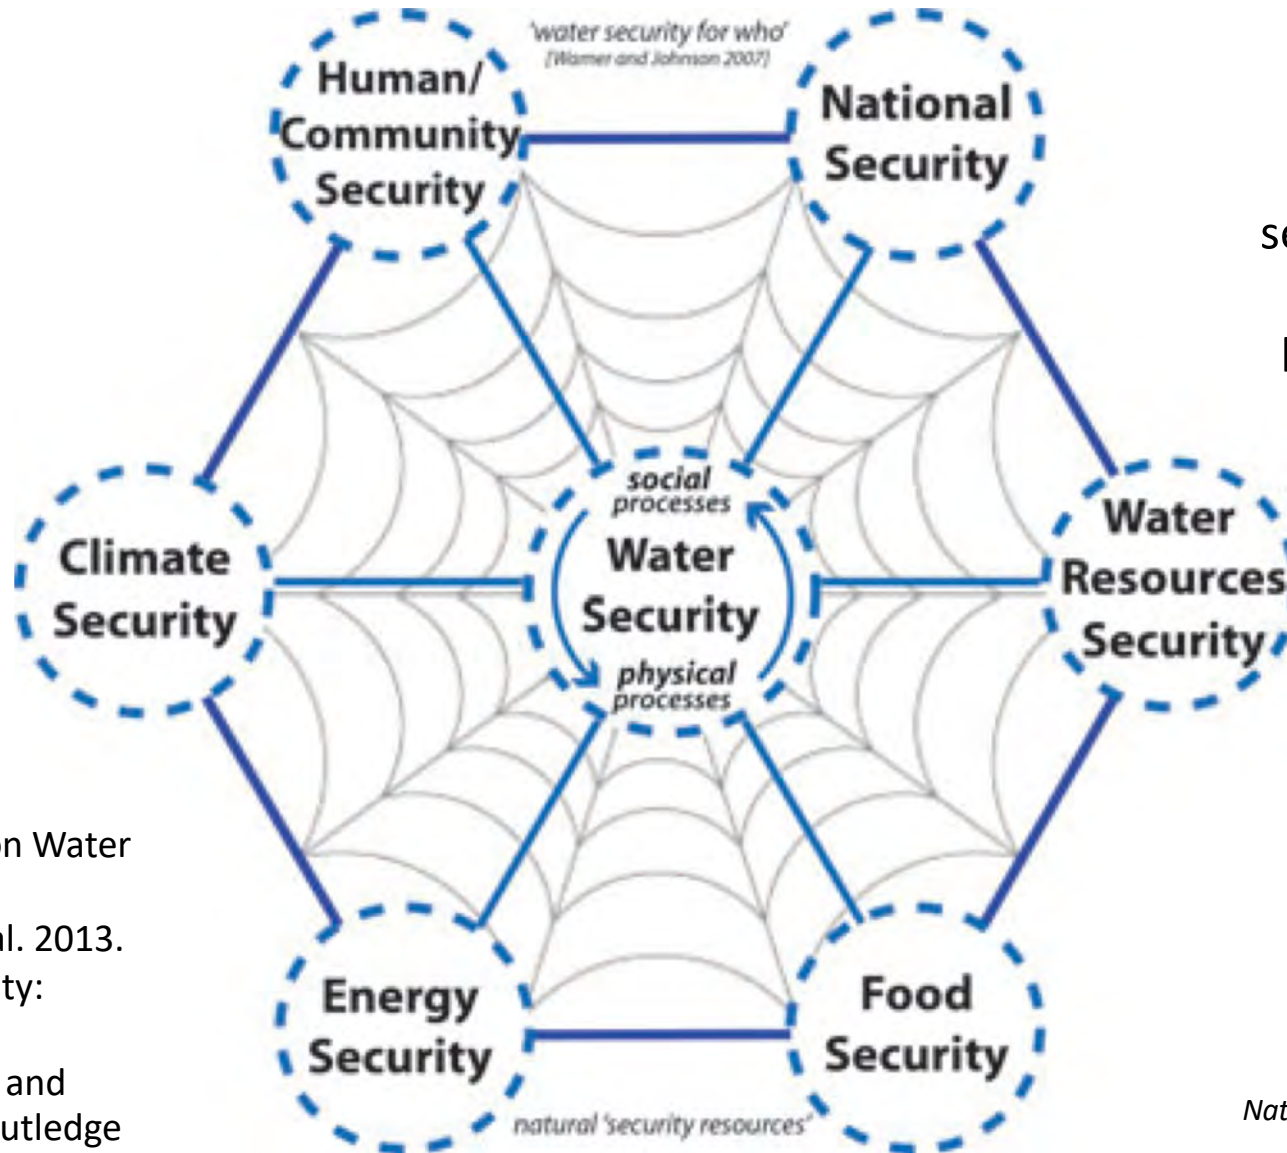 'water security for who'
[Warner and Johnson 2007]
Human/
Community
Security
National
Security
social
processes
Water
Security
physical
processes
Climate
Security
Water
Resources
Security
on Water
al. 2013.
ty:
and
utledge
Energy
Security
Food
Security
natural 'security resources'
se
Nat